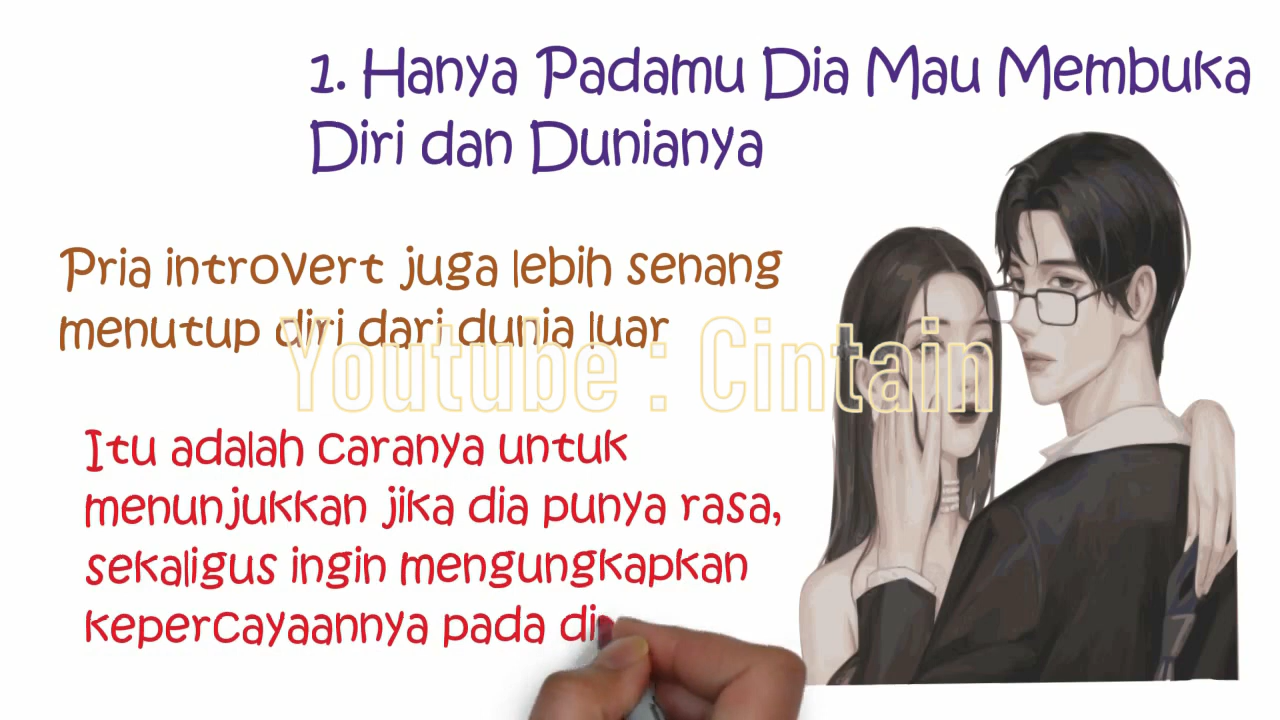 1. Hanya Padamu Dia Mau Membuka
Diri dan Dunianya
Pria introvert juga lebih senang
menutup diri dari dunia luar
Youtube : Cintain
Itu adalah caranya untuk
menunjukkan jika dia punya rasa,
sekaligus ingin mengungkapkan
kepercayaannya pada di